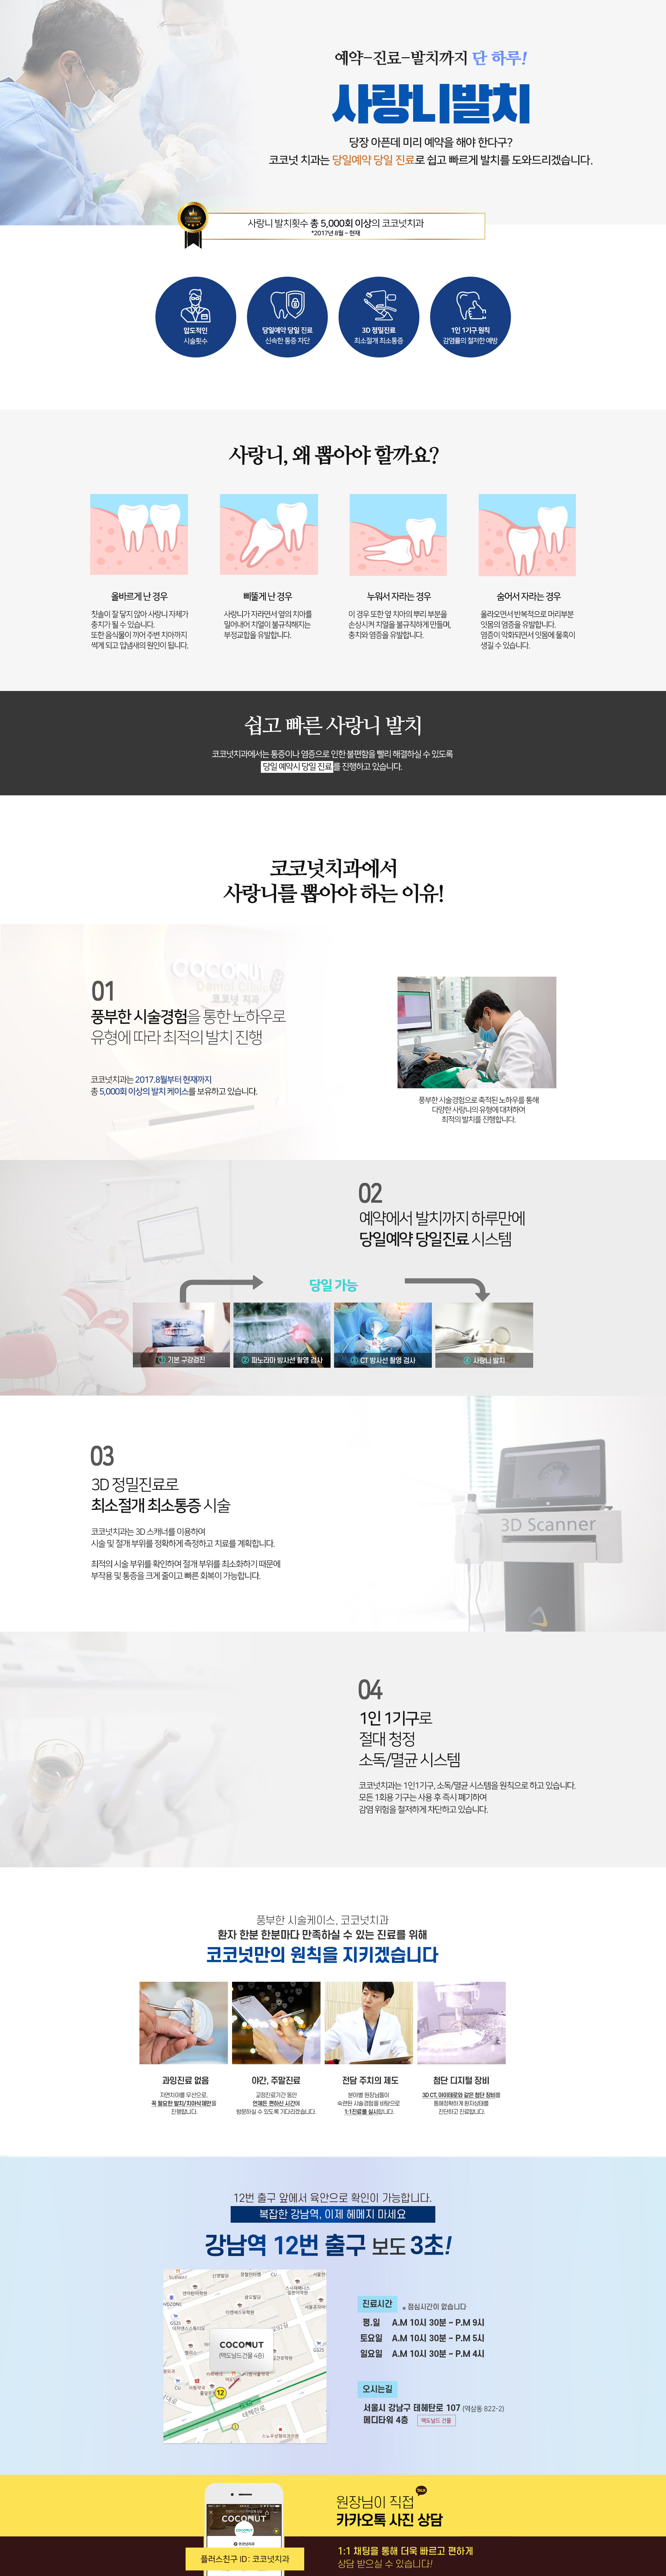 예약-진료-발치까지 단 하루!
사랑니발치
당장 아픈데 미리 예약을 해야 한다구?
코코넛 치과는 당일예약 당일 진료로 쉽고 빠르게 발치를 도와드리겠습니다.
COCONUT
사랑니 발치횟수 총 5,000회 이상의 코코넛치과
*2017년 8월 ~ 현재
압도적인
시술횟수
당일예약 당일 진료
신속한 통증 차단
3D 정밀진료
최소절개 최소통증
1인 1기구 원칙
감염률의 철저한 예방
사랑니, 왜 뽑아야 할까요?
올바르게 난 경우
칫솔이 잘 닿지 않아 사랑니 자체가
충치가 될 수 있습니다.
또한 음식물이 끼어 주변 치아까지
썩게 되고 입냄새의 원인이 됩니다.
삐뚤게 난 경우
사랑니가 자라면서 옆의 치아를
밀어내어 치열이 불규칙해지는
부정교합을 유발합니다.
누워서 자라는 경우
이 경우 또한 옆 치아의 뿌리 부분을
손상시켜 치열을 불규칙하게 만들며,
충치와 염증을 유발합니다.
숨어서 자라는 경우
올라오면서 반복적으로 머리부분
잇몸의 염증을 유발합니다.
염증이 악화되면서 잇몸에 물혹이
생길 수 있습니다.
쉽고 빠른 사랑니 발치
코코넛치과에서는 통증이나 염증으로 인한 불편함을 빨리 해결하실 수 있도록
당일 예약시 당일 진료를 진행하고 있습니다.
코코넛치과에서
사랑니를 뽑아야 하는 이유!
COCONUT
Dental Clinic
코코넛 치과
01
풍부한 시술경험을 통한 노하우로
유형에 따라 최적의 발치 진행
코코넛치과는 2017.8월부터 현재까지
총 5,000회 이상의 발치 케이스를 보유하고 있습니다.
풍부한 시술경험으로 축적된 노하우를 통해
다양한 사랑니의 유형에 대처하여
최적의 발치를 진행합니다.
02
예약에서 발치까지 하루만에
당일예약 당일진료 시스템
당일 가능
① 기본 구강검진
② 파노라마 방사선 촬영 검사
③ CT 방사선 촬영 검사
④ 사랑니 발치
03
3D 정밀진료로
최소절개 최소통증 시술
코코넛치과는 3D 스캐너를 이용하여
시술 및 절개 부위를 정확하게 측정하고 치료를 계획합니다.
최적의 시술 부위를 확인하여 절개 부위를 최소화하기 때문에
부작용 및 통증을 크게 줄이고 빠른 회복이 가능합니다.
3D Scanner
04
1인 1기구로
절대 청정
소독/멸균 시스템
코코넛치과는 1인1기구, 소독/멸균 시스템을 원칙으로 하고 있습니다.
모든 1회용 기구는 사용 후 즉시 폐기하여
감염 위험을 철저하게 차단하고 있습니다.
풍부한 시술케이스, 코코넛치과
환자 한분 한분마다 만족하실 수 있는 진료를 위해
코코넛만의 원칙을 지키겠습니다
과잉진료 없음
자연치아를 우선으로,
꼭 필요한 발치/치아삭제만을
진행합니다.
야간, 주말진료
교정진료기간 동안
언제든 편하신 시간에
방문하실 수 있도록 기다리겠습니다.
전담 주치의 제도
분야별 원장님들이
숙련된 시술경험을 바탕으로
1:1진료를 실시합니다.
첨단 디지털 장비
3D CT, 아이테로와 같은 첨단 장비를
통해정확하게 환자상태를
진단하고 진료합니다.
12번 출구 앞에서 육안으로 확인이 가능합니다.
복잡한 강남역, 이제 헤메지 마세요
강남역 12번 출구 보도 3초!
CU
GS25
COCONUT
(맥도날드건물 4층)
GS25
CU
12
테헤란로
진료시간
※ 점심시간이 없습니다
평.일 A.M 10시 30분 ~ P.M 9시
토요일 A.M 10시 30분 ~ P.M 5시
일요일 A.M 10시 30분 ~ P.M 4시
오시는길
서울시 강남구 테헤란로 107 (역삼동 822-2)
메디타워 4층 맥도날드 건물
원장님이 직접
TALK
카카오톡 사진 상담
COCONUT
코코넛치과
플러스친구 ID : 코코넛치과
1:1 채팅을 통해 더욱 빠르고 편하게
상담 받으실 수 있습니다!